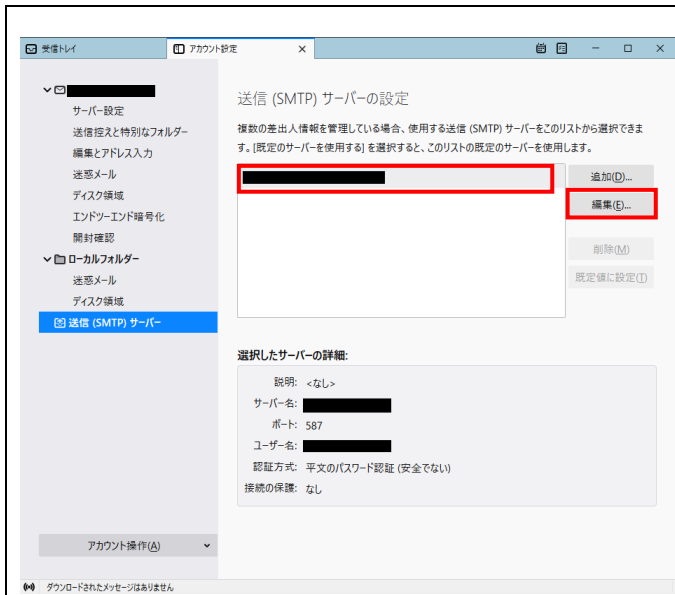 受信トレイ
アカウント設定
サーバー設定
送信控えと特別なフォルダー
編集とアドレス入力
迷惑メール
ディスク領域
エンドツーエンド暗号化
開封確認
ローカルフォルダー
迷惑メール
ディスク領域
送信 (SMTP) サーバー
アカウント操作(A)
送信 (SMTP) サーバーの設定
複数の差出人情報を管理している場合、使用する送信 (SMTP) サーバーをこのリストから選択できま
す。[既定のサーバーを使用する] を選択すると、このリストの既定のサーバーを使用します。
追加(D)...
編集(E)...
削除(M)
既定値に設定(T)
選択したサーバーの詳細:
説明: <なし>
サーバー名:
ポート: 587
ユーザー名:
認証方式: 平文のパスワード認証 (安全でない)
接続の保護: なし
ダウンロードされたメッセージはありません